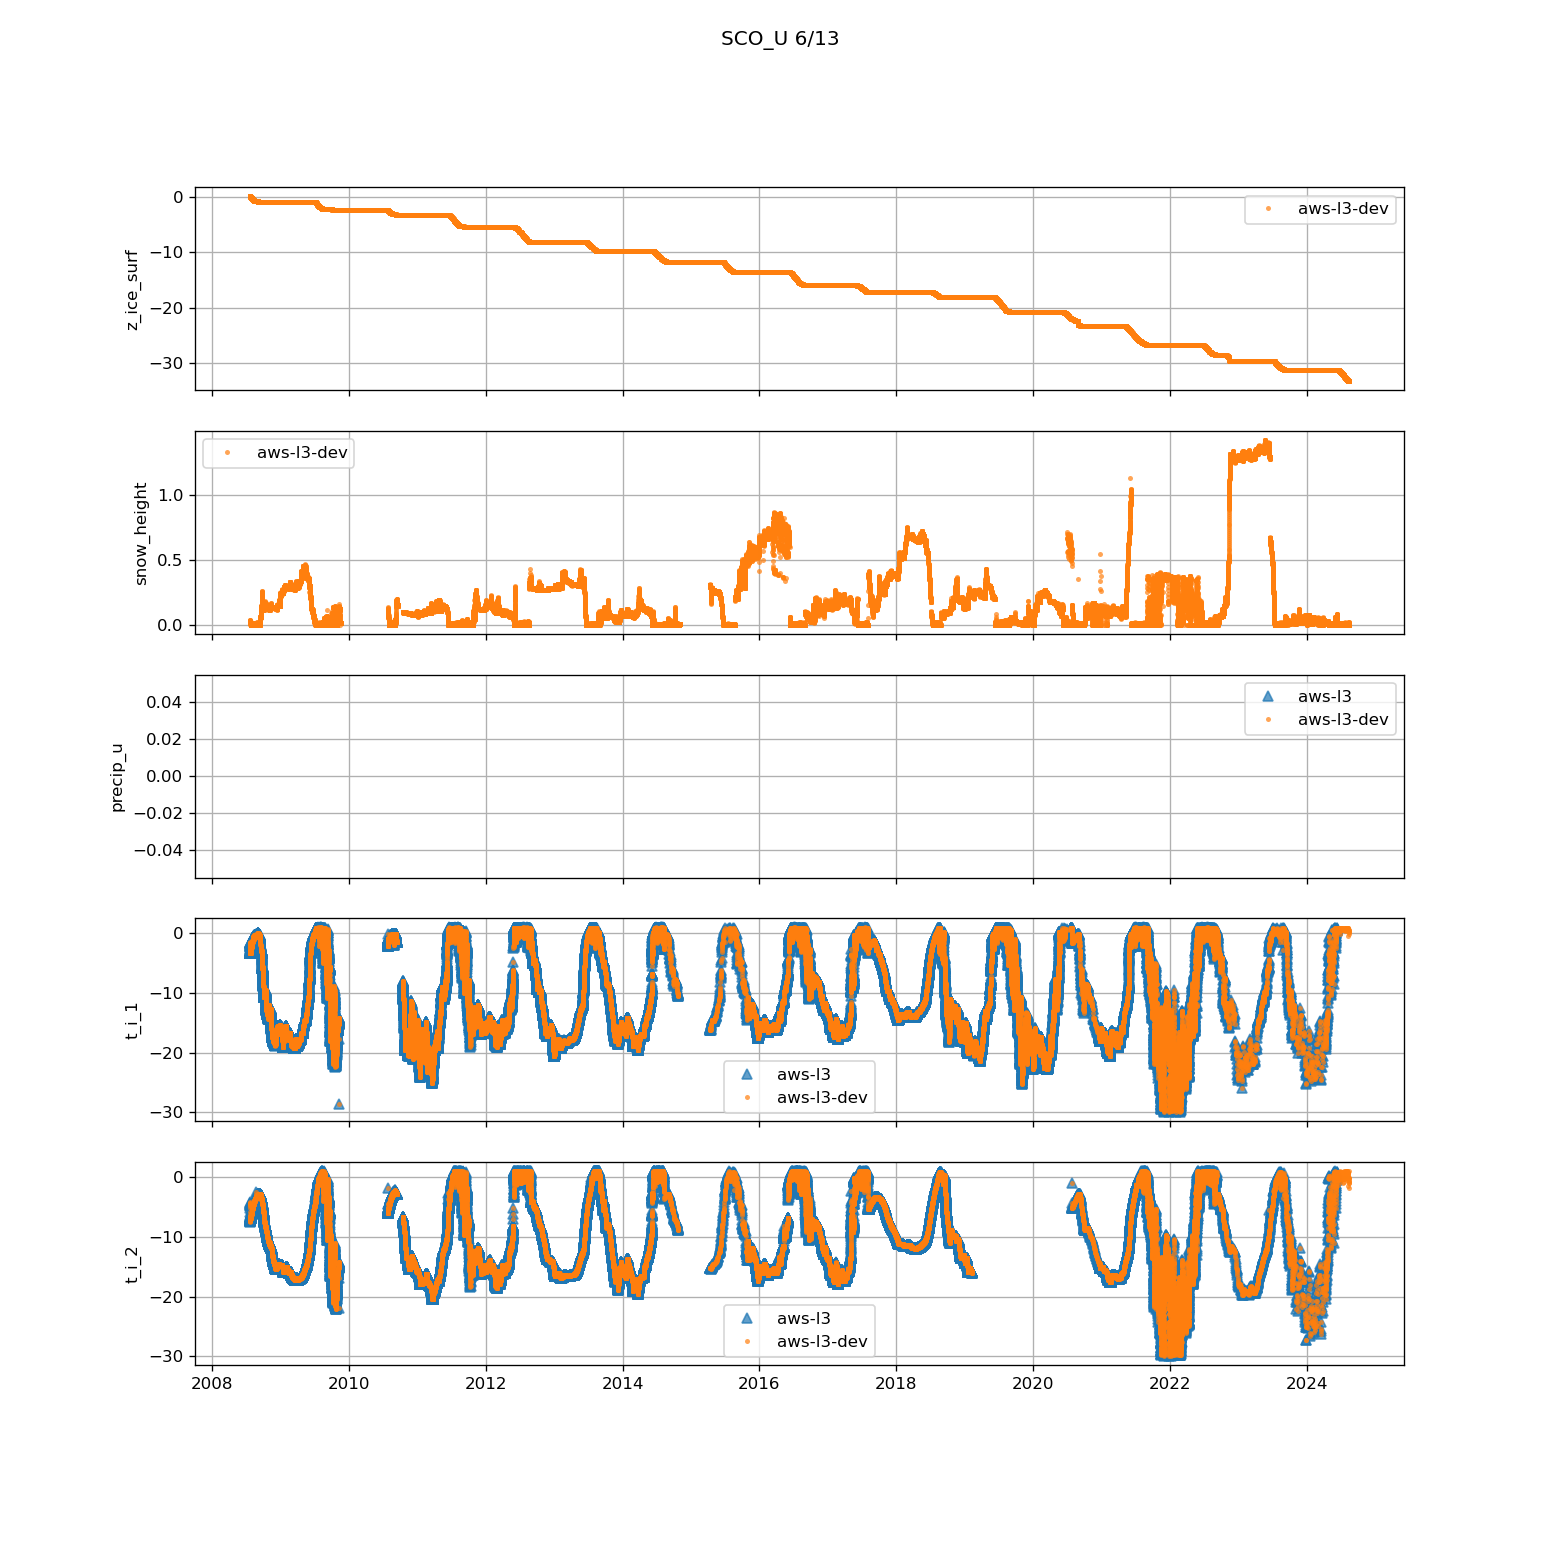 SCO_U 6/13
0
−10
−20
−30
z_ice_surf
aws-l3-dev
1.0
0.5
0.0
snow_height
aws-l3-dev
0.04
0.02
0.00
−0.02
−0.04
precip_u
aws-l3
aws-l3-dev
0
−10
−20
−30
t_i_1
aws-l3
aws-l3-dev
0
−10
−20
−30
t_i_2
aws-l3
aws-l3-dev
2008 2010 2012 2014 2016 2018 2020 2022 2024